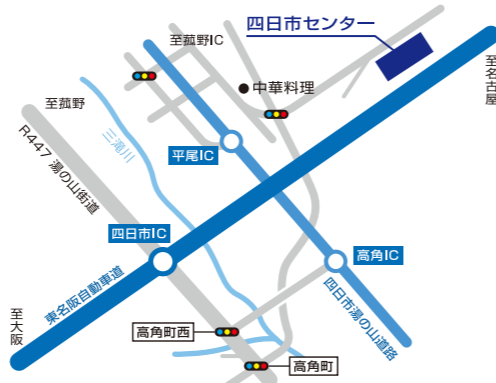 四日市センター
至菰野IC
至名古屋
中華料理
至菰野
三滝川
R447 湯の山街道
平尾IC
四日市IC
高角IC
東名阪自動車道
四日市湯の山道路
至大阪
高角町西
高角町